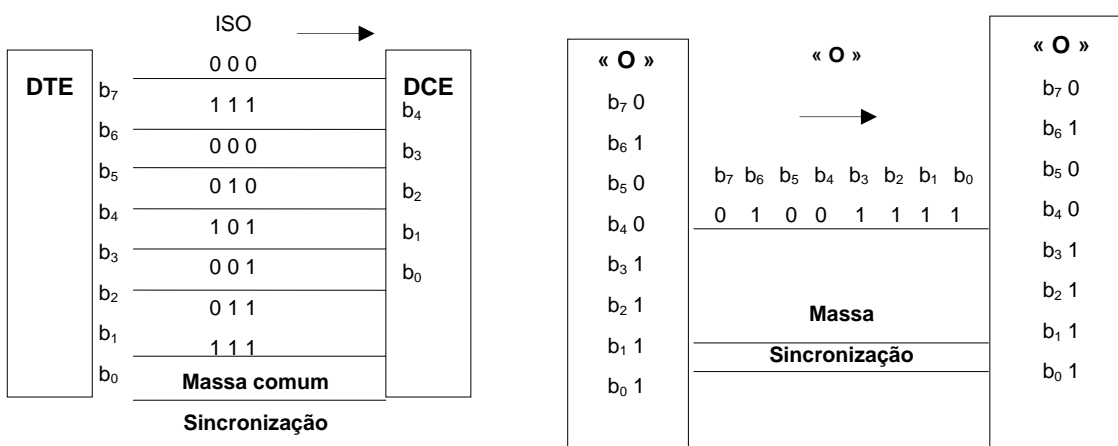 ISO
DTE
DCE
0 0 0
b7
1 1 1
b4
b6
0 0 0
b3
b5
0 1 0
b2
b4
1 0 1
b1
b3
0 0 1
b0
b2
0 1 1
b1
1 1 1
b0
Massa comum
Sincronização
« O »
b7 0
b6 1
b5 0
b4 0
b3 1
b2 1
b1 1
b0 1
« O »
b7 b6 b5 b4 b3 b2 b1 b0
0 1 0 0 1 1 1 1
Massa
Sincronização
« O »
b7 0
b6 1
b5 0
b4 0
b3 1
b2 1
b1 1
b0 1